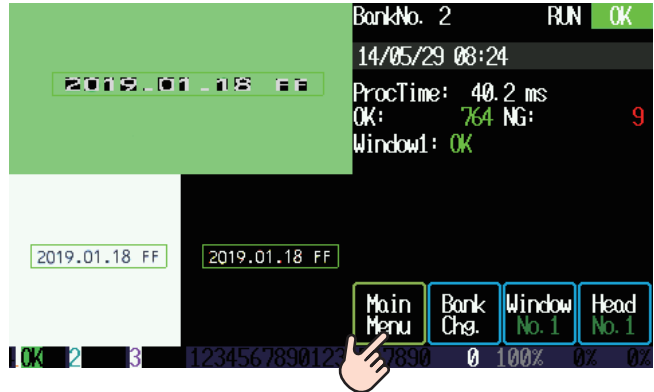 BankNo. 2 RUN OK
14/05/29 08:24
ProcTime: 40.2 ms
OK: 764 NG: 9
Window1: OK
2019.01.18 FF
2019.01.18 FF
2019.01.18 FF
Main Menu
Bank Chg.
Window No.1
Head No.1
OK 2 3 1234567890123 7890 0 100% 0% 0%